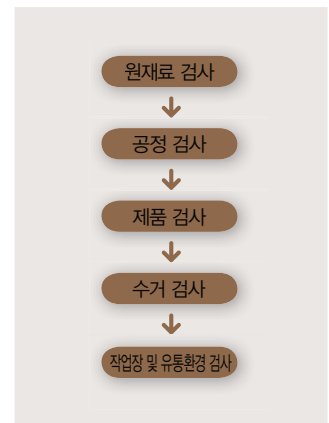 원재료 검사
공정 검사
제품 검사
수거 검사
작업장 및 유통환경 검사